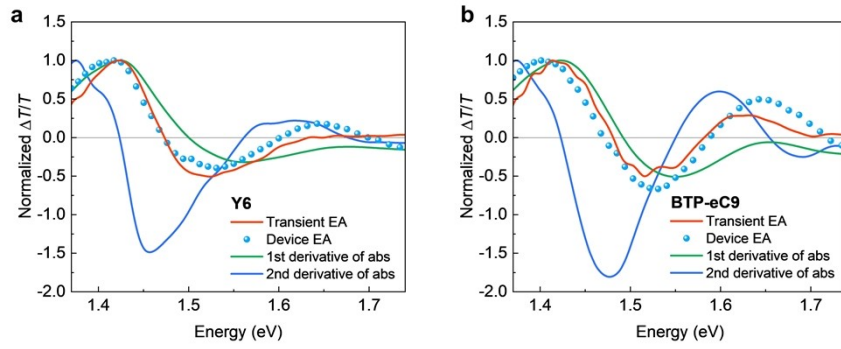 a
1.5
1.0
0.5
0.0
-0.5
-1.0
-1.5
-2.0
Normalized ΔT/T
Y6
Transient EA
Device EA
1st derivative of abs
2nd derivative of abs
1.4 1.5 1.6 1.7
Energy (eV)
b
1.5
1.0
0.5
0.0
-0.5
-1.0
-1.5
-2.0
Normalized ΔT/T
BTP-eC9
Transient EA
Device EA
1st derivative of abs
2nd derivative of abs
1.4 1.5 1.6 1.7
Energy (eV)